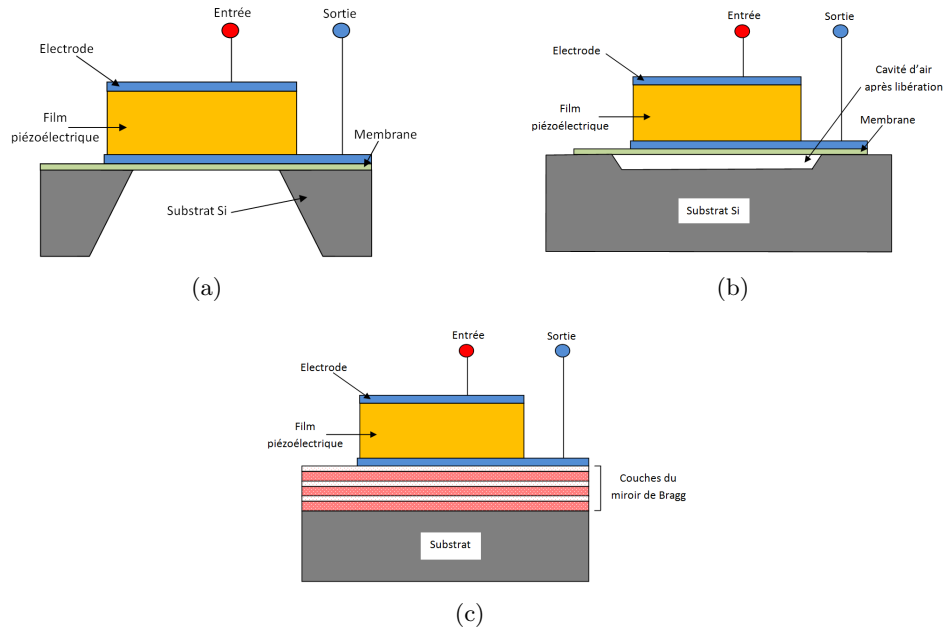 Entrée
Sortie
Electrode
Film
piézoélectrique
Membrane
Substrat Si
(a)
Entrée
Sortie
Electrode
Cavité d'air
après libération
Film
piézoélectrique
Membrane
Substrat Si
(b)
Entrée
Sortie
Electrode
Film
piézoélectrique
Couches du
miroir de Bragg
Substrat
(c)